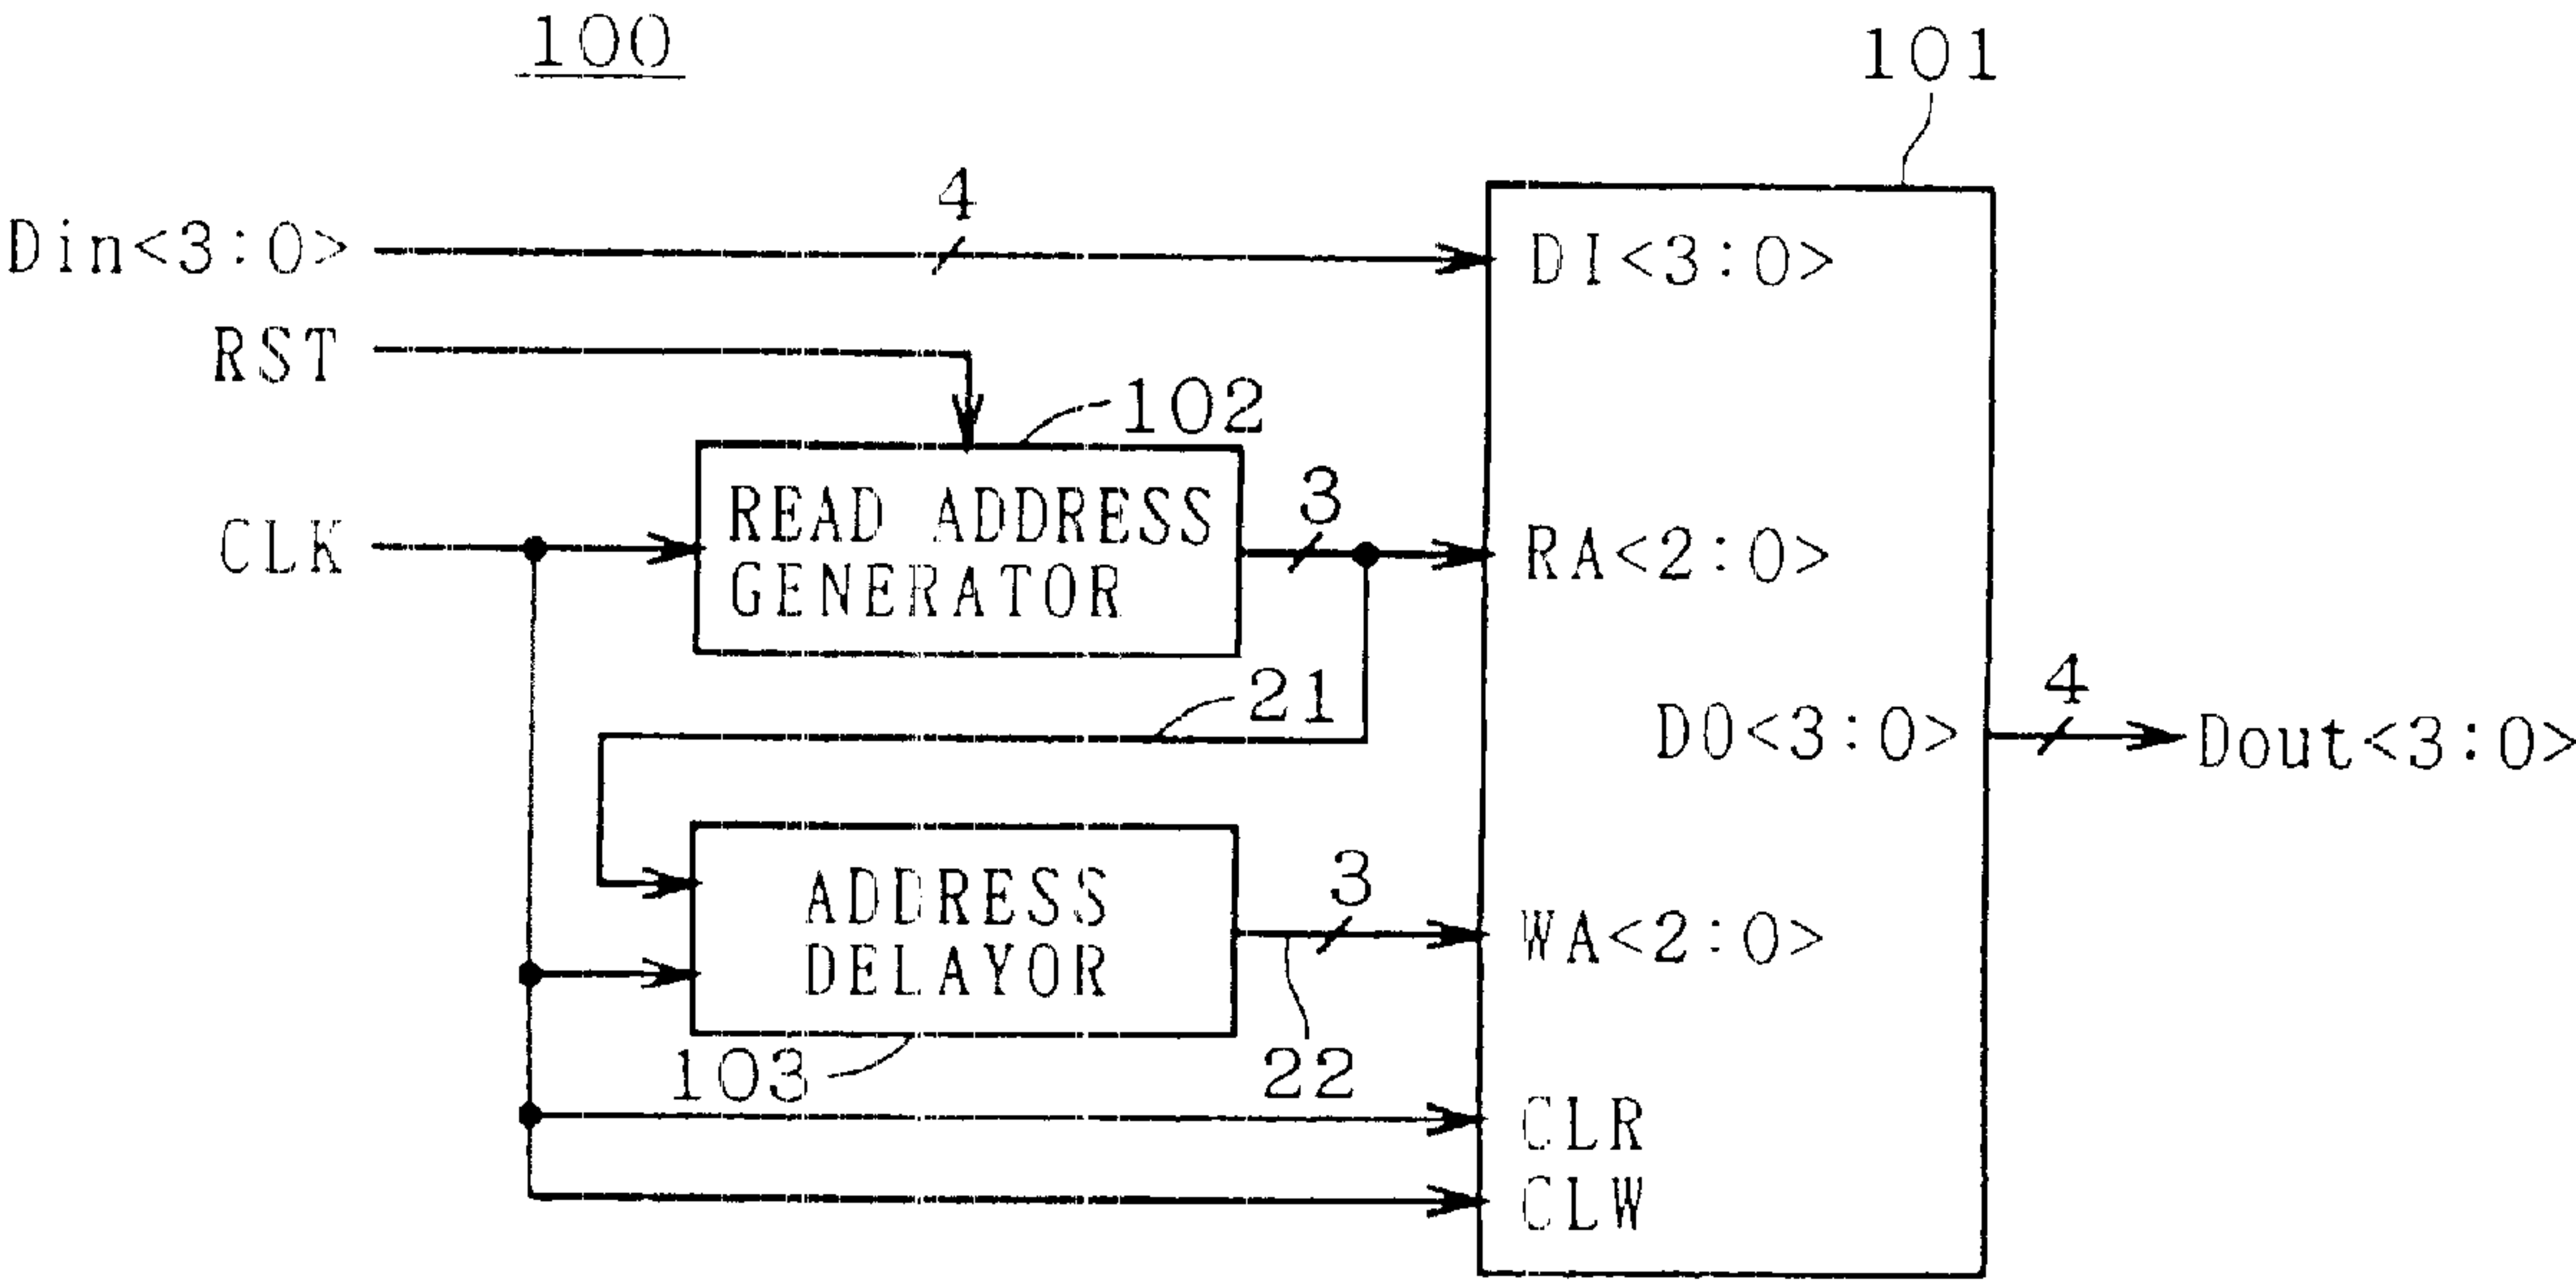 100
101
4
Din<3:0>
DI<3:0>
RST
102
READ ADDRESS
GENERATOR
3
CLK
RA<2:0>
21
4
DO<3:0>
Dout<3:0>
ADDRESS
DELAYOR
3
WA<2:0>
103
22
CLR
CLW